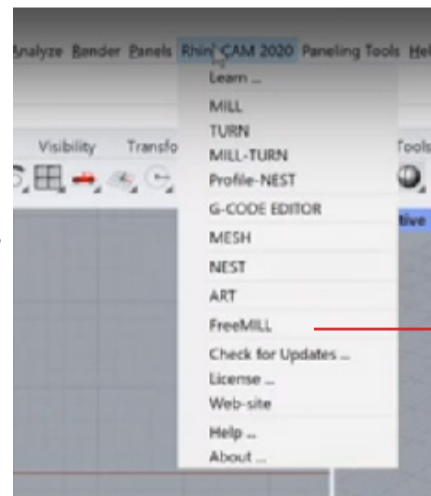 Analyze Render Panels RhinoCAM 2020 Paneling Tools Hel
Learn ...
MILL
TURN
Visibility Transfo MILL-TURN Tools
Profile-NEST
G-CODE EDITOR
tive
MESH
NEST
ART
FreeMILL
Check for Updates ...
License ...
Web-site
Help ...
About ...